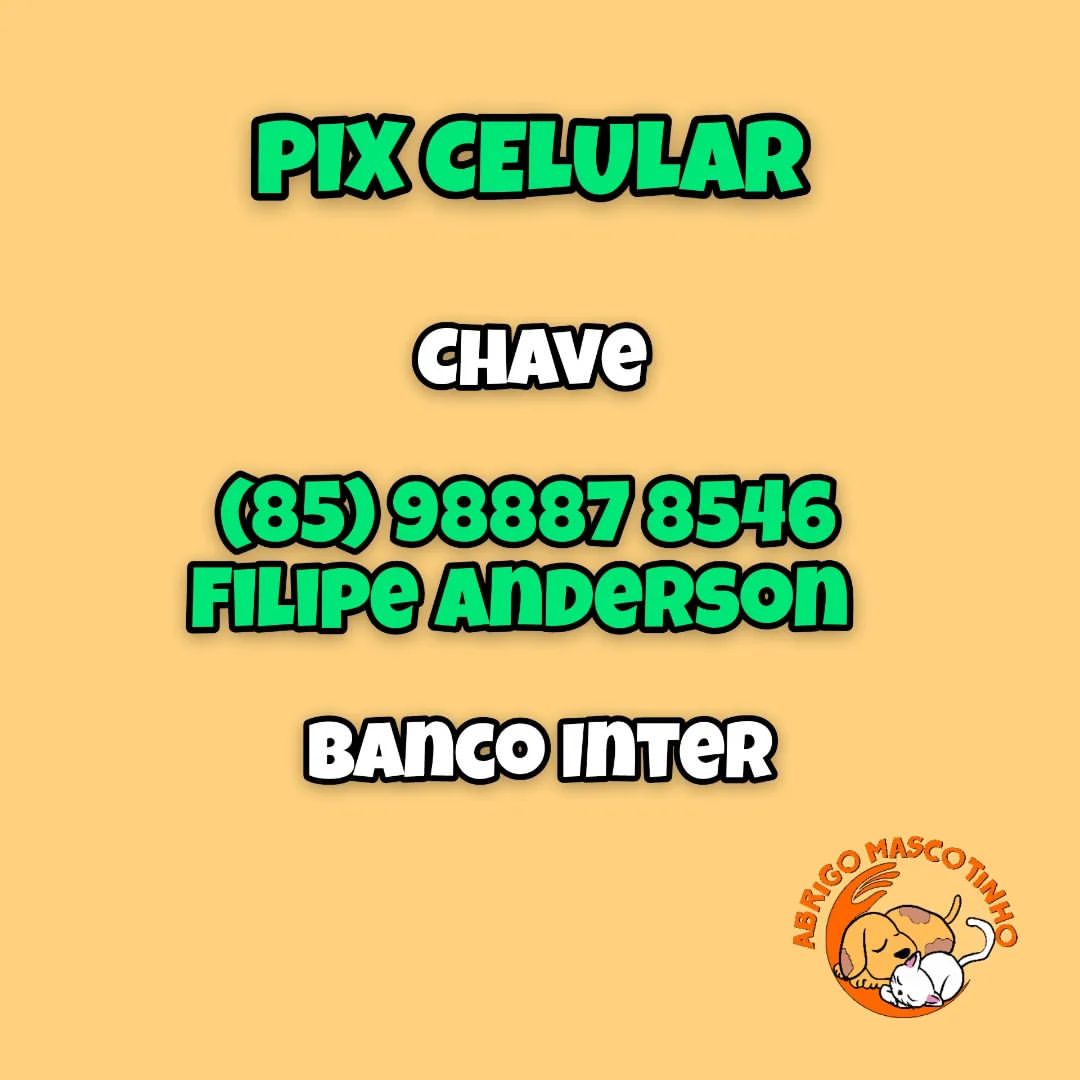 PIX CELULAR
CHAVE
(85) 98887 8546
FILIPE ANDERSON
BANCO INTER
ABRIGO MASCOTINHO